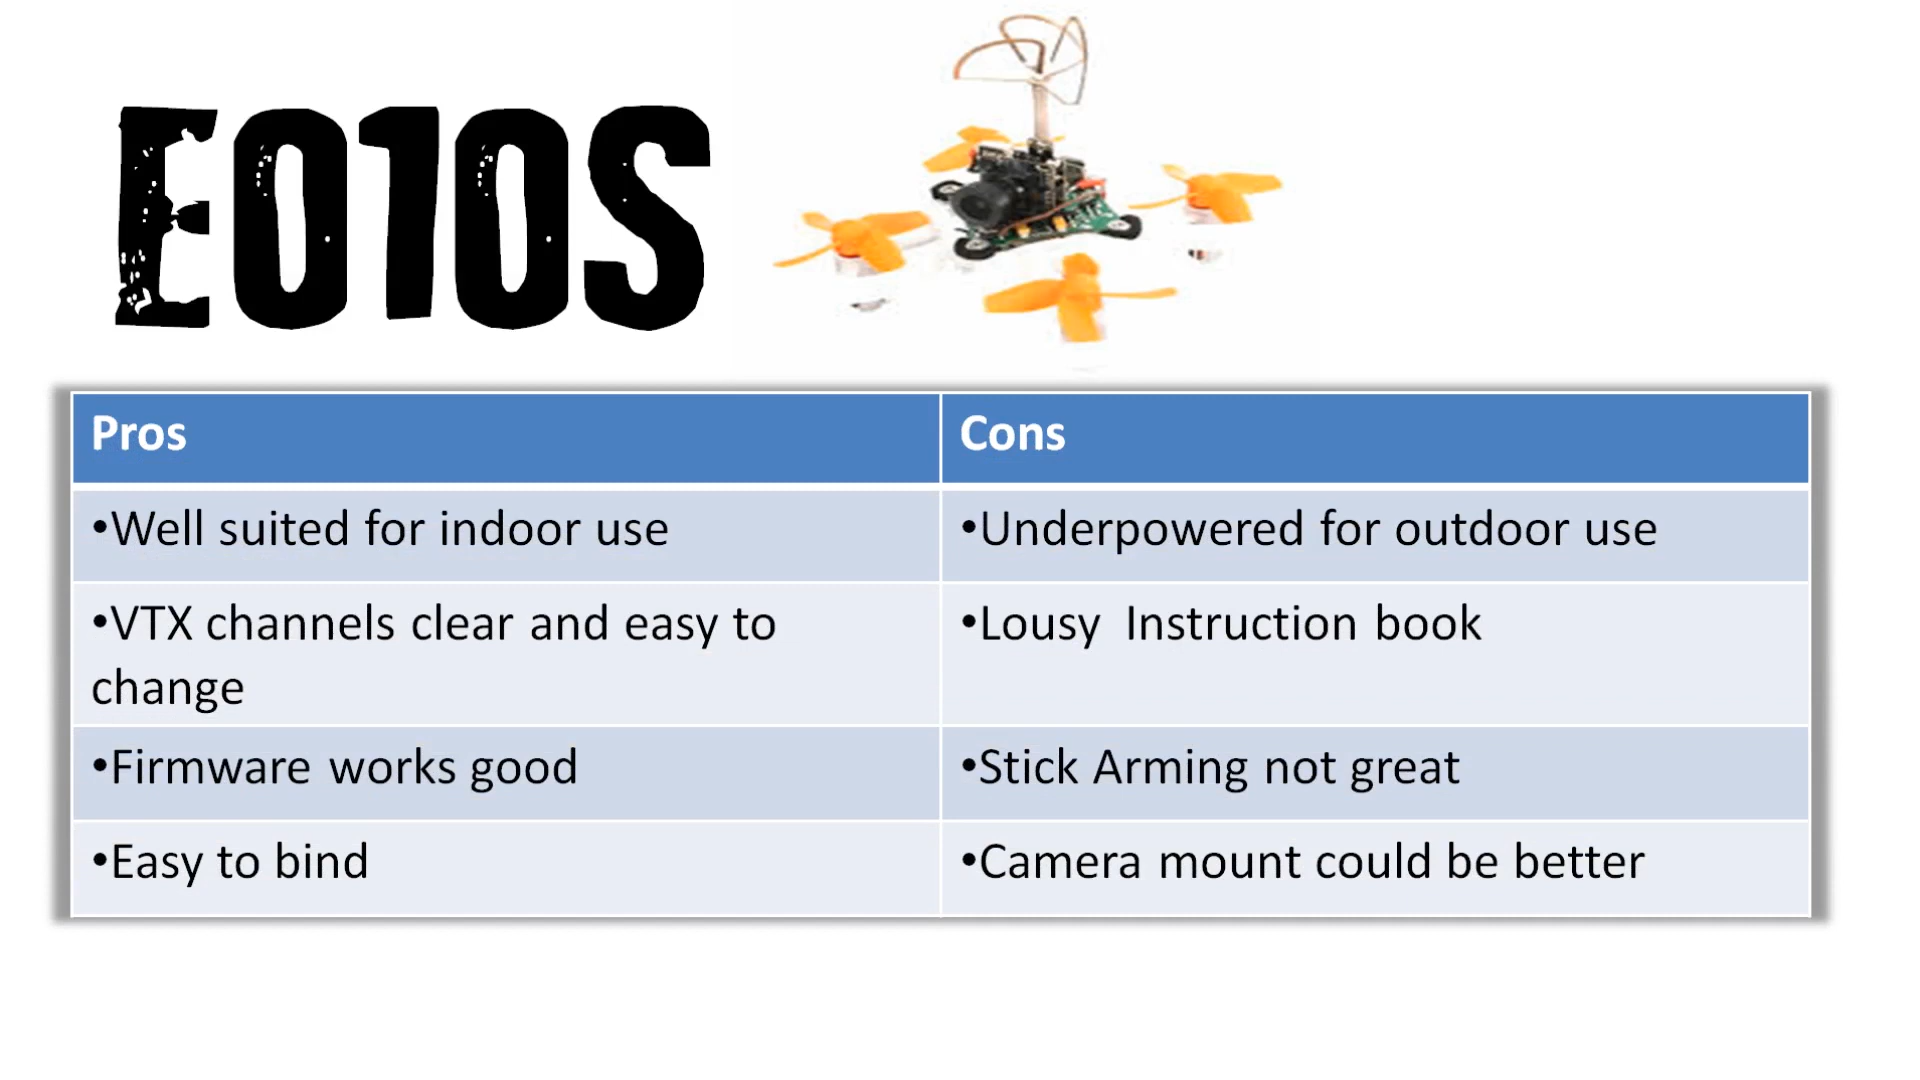 E010S
Pros
Cons
•Well suited for indoor use
•Underpowered for outdoor use
•VTX channels clear and easy to
change
•Lousy  Instruction book
•Firmware works good
•Stick Arming not great
•Easy to bind
•Camera mount could be better